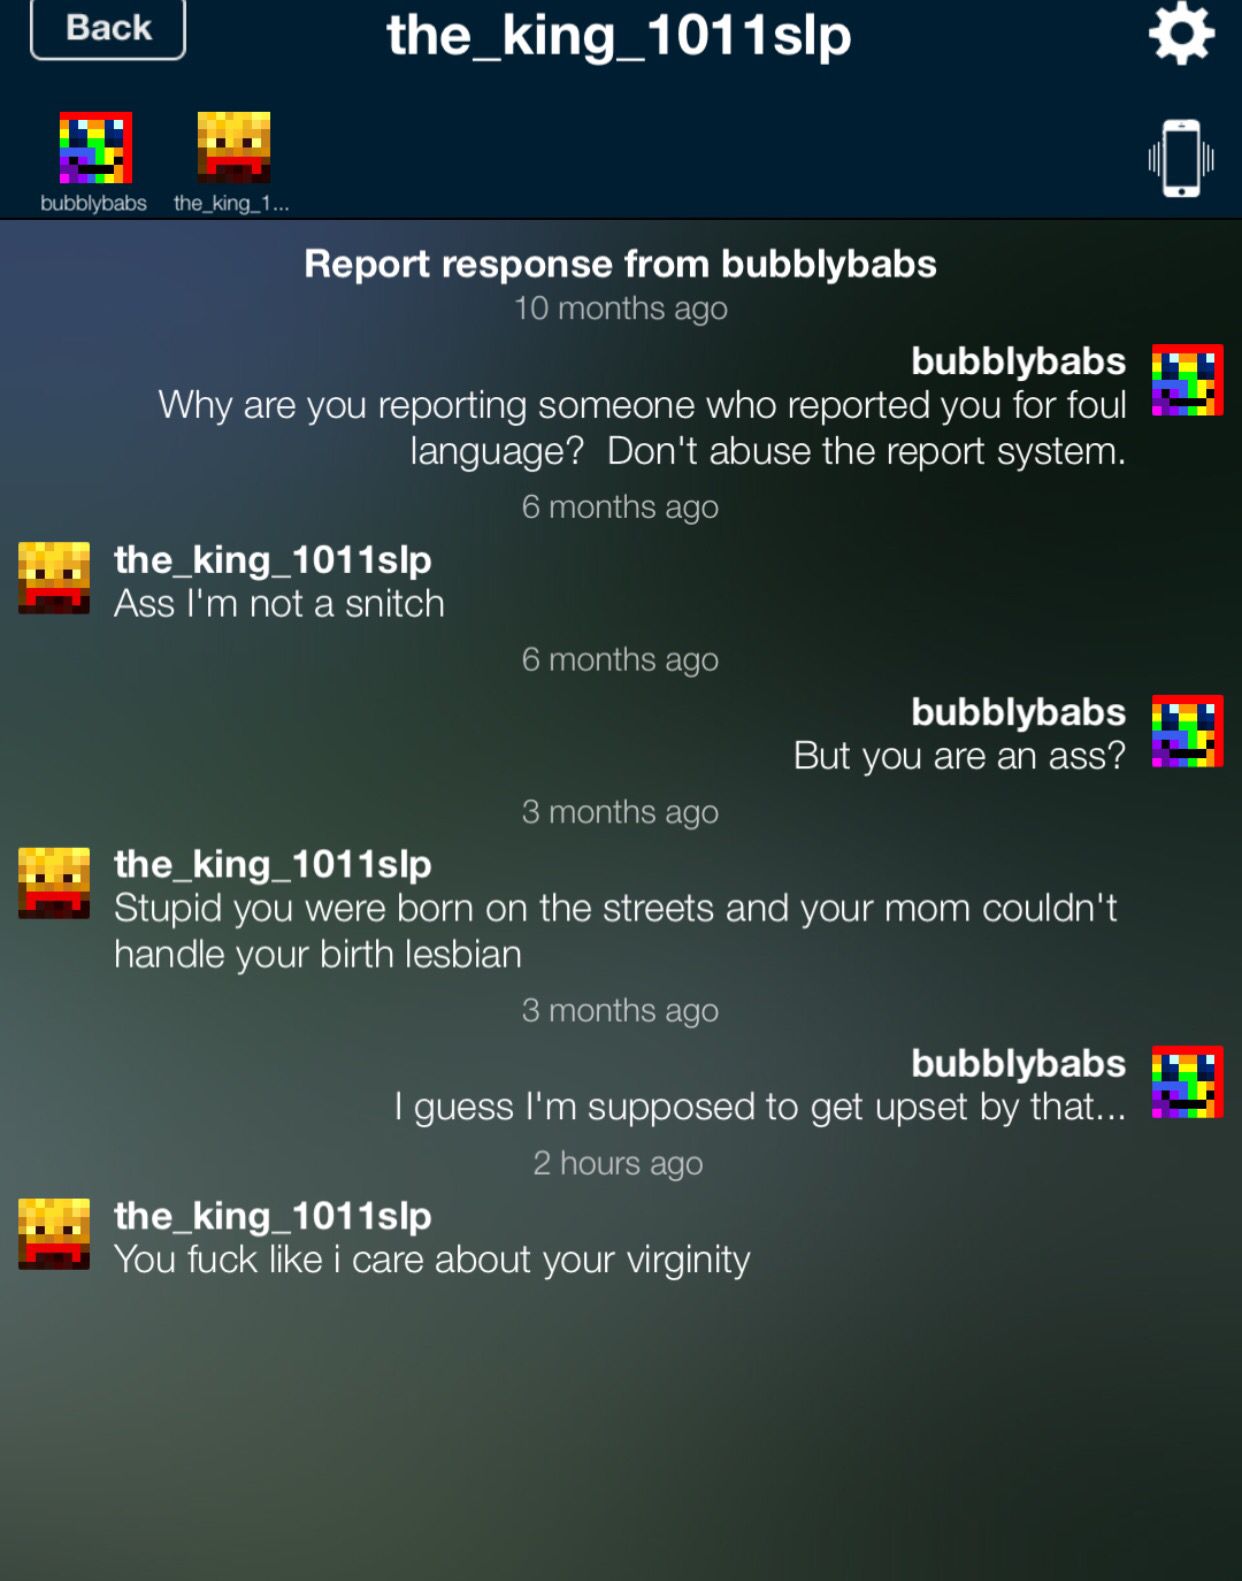 Back
the_king_1011slp
bubblybabs
the_king_1...
Report response from bubblybabs
10 months ago
bubblybabs
Why are you reporting someone who reported you for foul
language?  Don't abuse the report system.
6 months ago
the_king_1011slp
Ass I'm not a snitch
6 months ago
bubblybabs
But you are an ass?
3 months ago
the_king_1011slp
Stupid you were born on the streets and your mom couldn't
handle your birth lesbian
3 months ago
bubblybabs
I guess I'm supposed to get upset by that...
2 hours ago
the_king_1011slp
You fuck like i care about your virginity